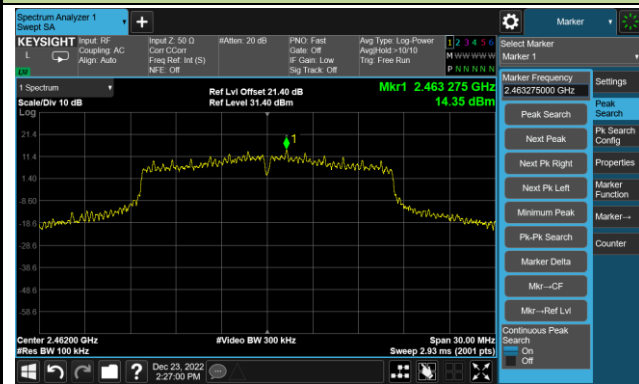 Spectrum Analyzer 1
Swept SA
Marker
KEYSIGHT
Input: RF
Coupling: AC
Align: Auto
Input Z: 50 Ω
Corr CCorr
Freq Ref: Int (S)
NFE: Off
#Atten: 20 dB
PNO: Fast
Gate: Off
IF Gain: Low
Sig Track: Off
Avg Type: Log-Power
Avg|Hold:>10/10
Trig: Free Run
1 2 3 4 5 6
M W W W W W
P N N N N N
L
LW
Select Marker
Marker 1
1 Spectrum
Scale/Div 10 dB
Log
Ref Lvl Offset 21.40 dB
Ref Level 31.40 dBm
Mkr1 2.463 275 GHz
14.35 dBm
21.4
11.4
1.40
-8.60
-18.6
-28.6
-38.6
-48.6
-58.6
1
Center 2.46200 GHz
#Res BW 100 kHz
#Video BW 300 kHz
Span 30.00 MHz
Sweep 2.93 ms (2001 pts)
Marker Frequency
2.463275000 GHz
Peak Search
Next Peak
Next Pk Right
Next Pk Left
Minimum Peak
Pk-Pk Search
Marker Delta
Mkr→CF
Mkr→Ref Lvl
Continuous Peak
Search
On
Off
Settings
Peak
Search
Pk Search
Config
Properties
Marker
Function
Marker→
Counter
Dec 23, 2022
2:27:00 PM